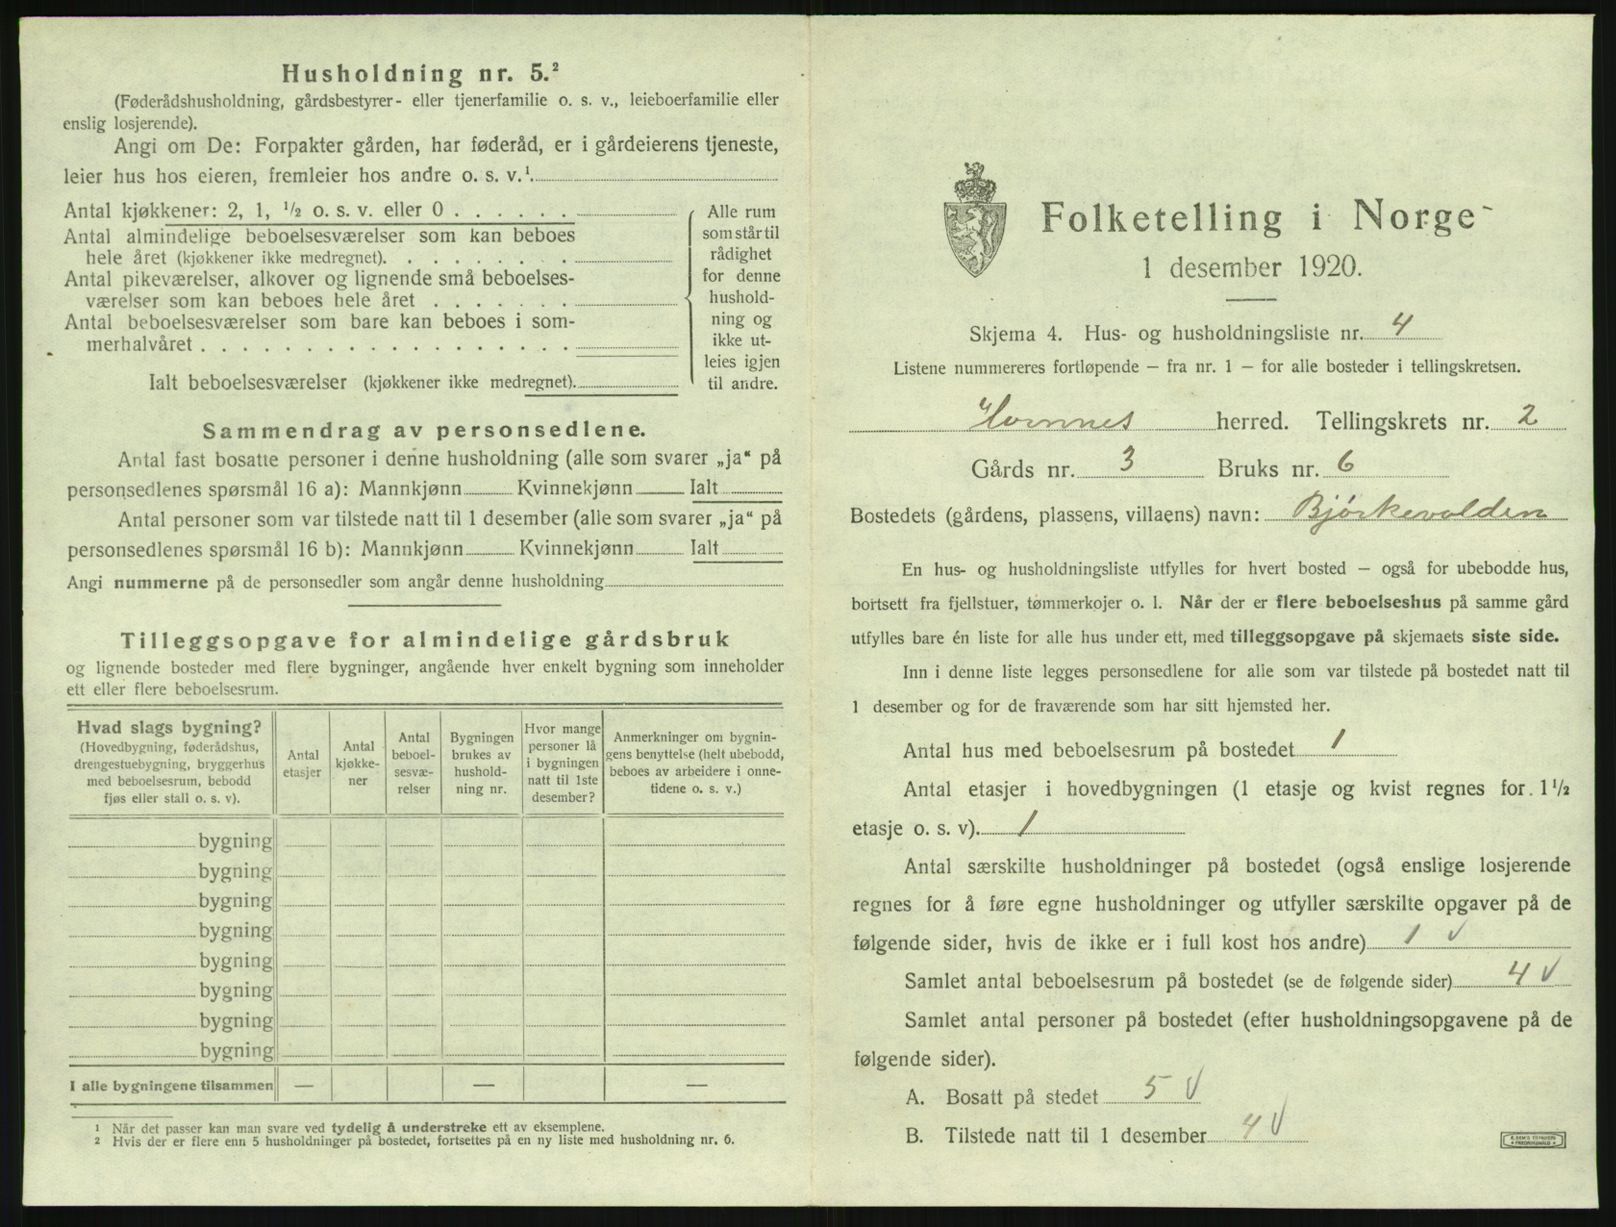 Husholdning nr. 5.²
(Føderådshusholdning, gårdsbestyrer- eller tjenerfamilie o. s. v., leieboerfamilie eller
enslig losjerende).
Angi om De: Forpakter gården, har føderåd, er i gårdeierens tjeneste,
leier hus hos eieren, fremleier hos andre o. s. v.¹
Antal kjøkkener: 2, 1, ¹/₂ o. s. v. eller 0 . . . . . .
Antal almindelige beboelsesværelser som kan beboes
hele året (kjøkkener ikke medregnet). . . . . . . .
Antal pikeværelser, alkover og lignende små beboelses-
værelser som kan beboes hele året . . . . . . .
Antal beboelsesværelser som bare kan beboes i som-
merhalvåret . . . . . . . . . . . . . . . . . .
Ialt beboelsesværelser (kjøkkener ikke medregnet).
Alle rum
som står til
rådighet
for denne
hushold-
ning og
ikke ut-
leies igjen
til andre.
Sammendrag av personsedlene.
Antal fast bosatte personer i denne husholdning (alle som svarer „ja“ på
personsedlenes spørsmål 16 a): Mannkjønn Kvinnekjønn Ialt
Antal personer som var tilstede natt til 1 desember (alle som svarer „ja“ på
personsedlenes spørsmål 16 b): Mannkjønn Kvinnekjønn Ialt
Angi nummerne på de personsedler som angår denne husholdning
Tilleggsopgave for almindelige gårdsbruk
og lignende bosteder med flere bygninger, angående hver enkelt bygning som inneholder
ett eller flere beboelsesrum.
Hvad slags bygning?
(Hovedbygning, føderådshus,
drengestuebygning, bryggerhus
med beboelsesrum, bebodd
fjøs eller stall o. s. v).
Antal
etasjer
Antal
kjøkke-
ner
Antal
beboel-
sesvæ-
relser
Bygningen
brukes av
hushold-
ning nr.
Hvor mange
personer lå
i bygningen
natt til 1ste
desember?
Anmerkninger om bygnin-
gens benyttelse (helt ubebodd,
beboes av arbeidere i onne-
tidene o. s. v.)
bygning
bygning
bygning
bygning
bygning
bygning
bygning
bygning
I alle bygningene tilsammen — — —
¹ Når det passer kan man svare ved tydelig å understreke ett av eksemplene.
² Hvis der er flere enn 5 husholdninger på bostedet, fortsettes på en ny liste med husholdning nr. 6.
Folketelling i Norge
1 desember 1920.
Skjema 4. Hus- og husholdningsliste nr. 4
Listene nummereres fortløpende — fra nr. 1 — for alle bosteder i tellingskretsen.
Hornnes herred. Tellingskrets nr. 2
Gårds nr. 3 Bruks nr. 6
Bostedets (gårdens, plassens, villaens) navn: Bjørkevolden
En hus- og husholdningsliste utfylles for hvert bosted — også for ubebodde hus,
bortsett fra fjellstuer, tømmerkojer o. l. Når der er flere beboelseshus på samme gård
utfylles bare én liste for alle hus under ett, med tilleggsopgave på skjemaets siste side.
Inn i denne liste legges personsedlene for alle som var tilstede på bostedet natt til
1 desember og for de fraværende som har sitt hjemsted her.
Antal hus med beboelsesrum på bostedet 1
Antal etasjer i hovedbygningen (1 etasje og kvist regnes for 1 ¹/₂
etasje o. s. v). 1
Antal særskilte husholdninger på bostedet (også enslige losjerende
regnes for å føre egne husholdninger og utfyller særskilte opgaver på de
følgende sider, hvis de ikke er i full kost hos andre) 1 √
Samlet antal beboelsesrum på bostedet (se de følgende sider) 4 √
Samlet antal personer på bostedet (efter husholdningsopgavene på de
følgende sider).
A. Bosatt på stedet 5 √
B. Tilstede natt til 1 desember 4 √